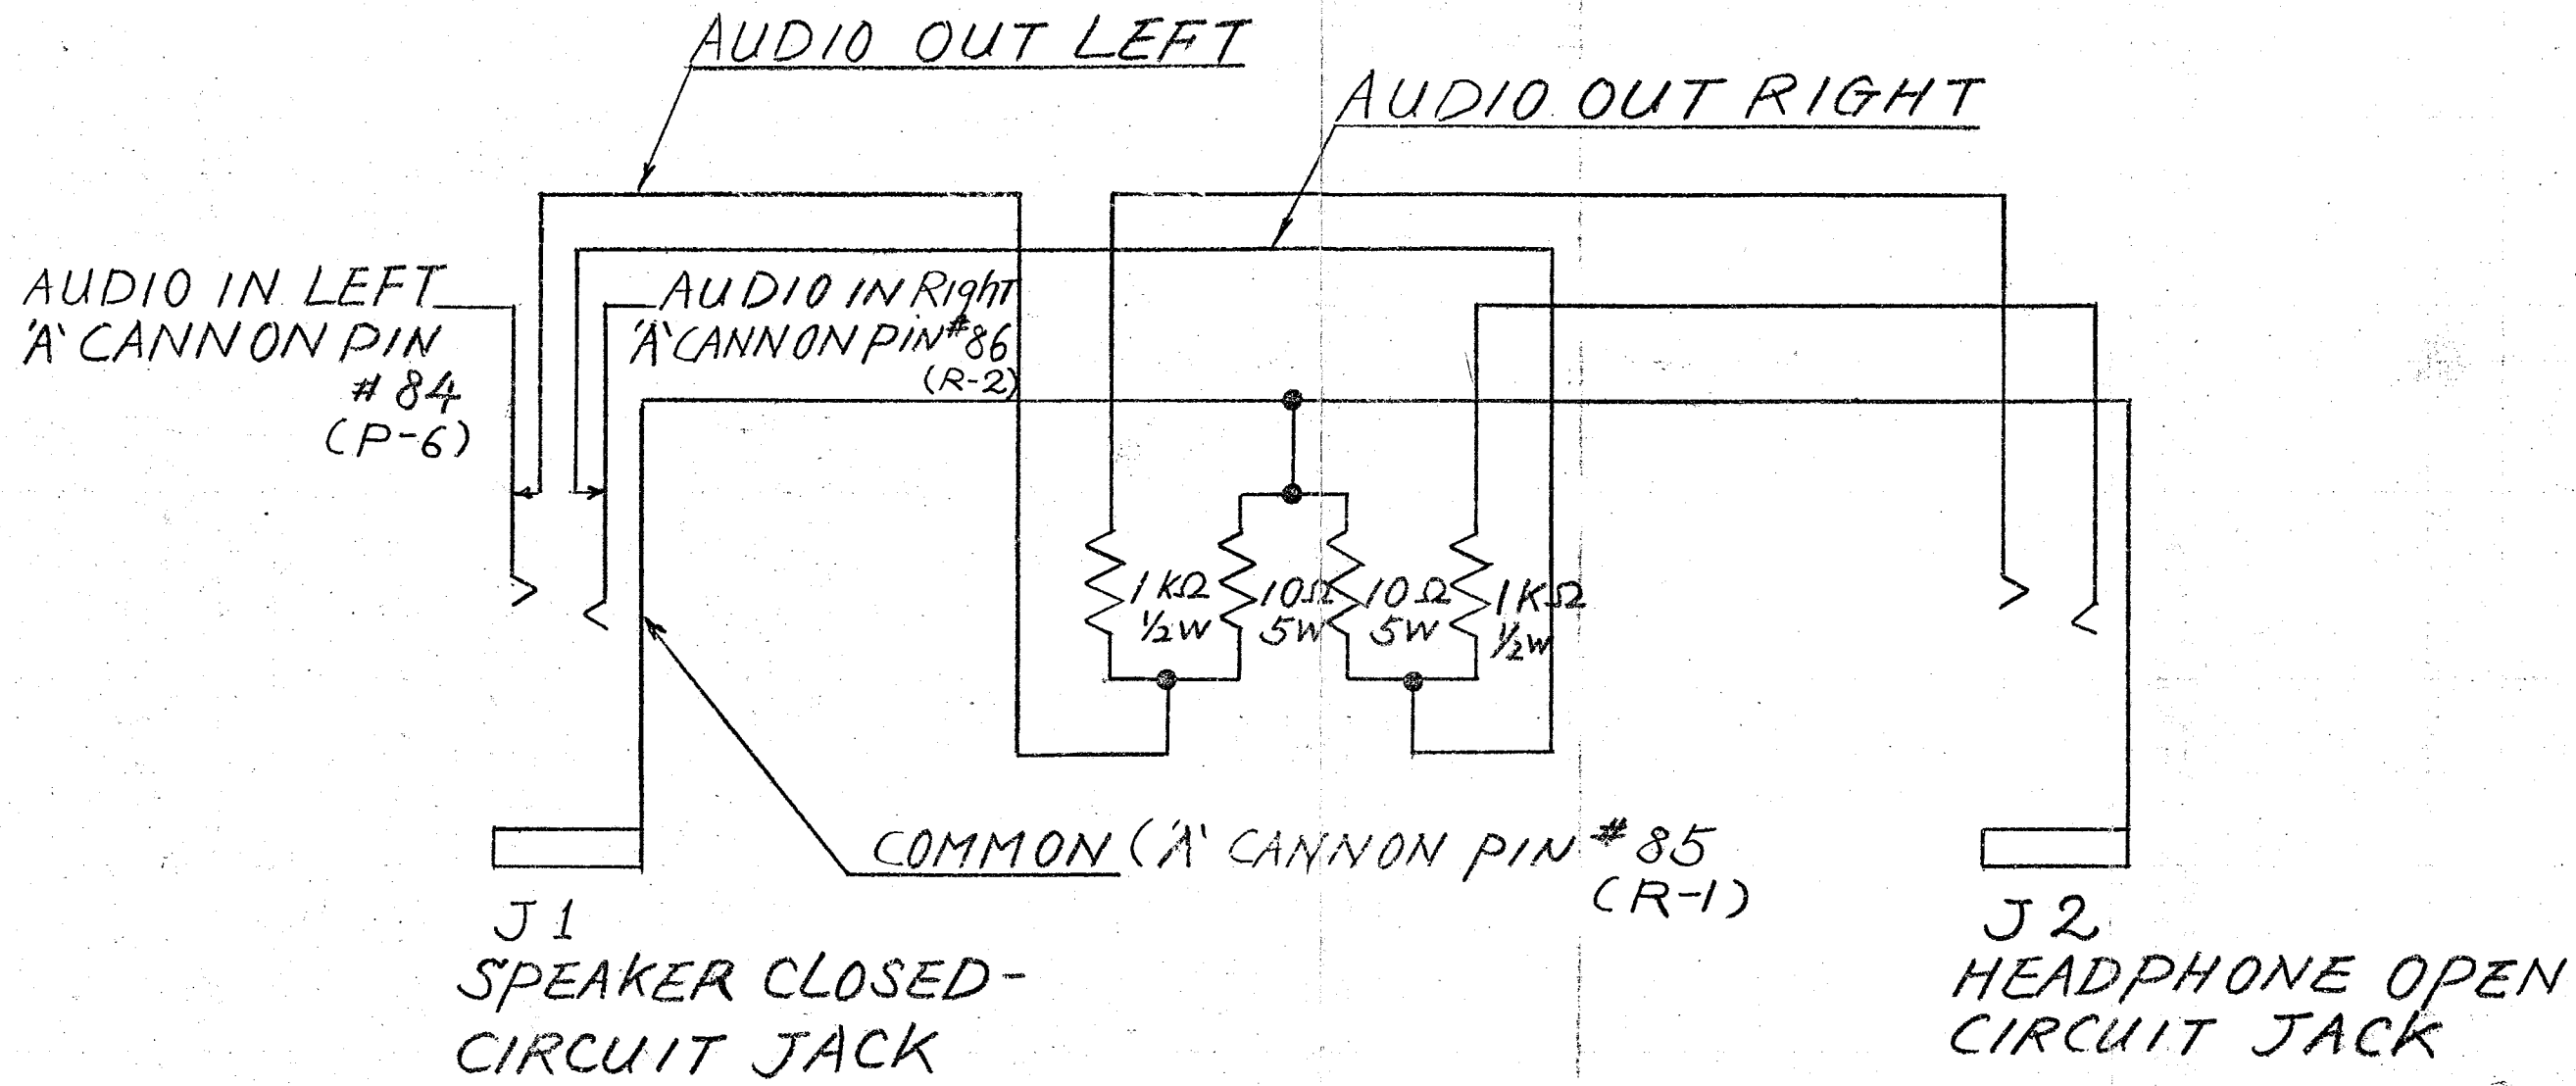 AUDIO OUT LEFT
AUDIO OUT RIGHT
AUDIO IN LEFT
'A' CANNON PIN
# 84
(P-6)
AUDIO IN Right
'A' CANNON PIN #86
(R-2)
1KΩ
½W
10Ω
5W
10Ω
5W
1KΩ
½W
COMMON ('A' CANNON PIN #85
(R-1)
J1
SPEAKER CLOSED-
CIRCUIT JACK
J2
HEADPHONE OPEN
CIRCUIT JACK